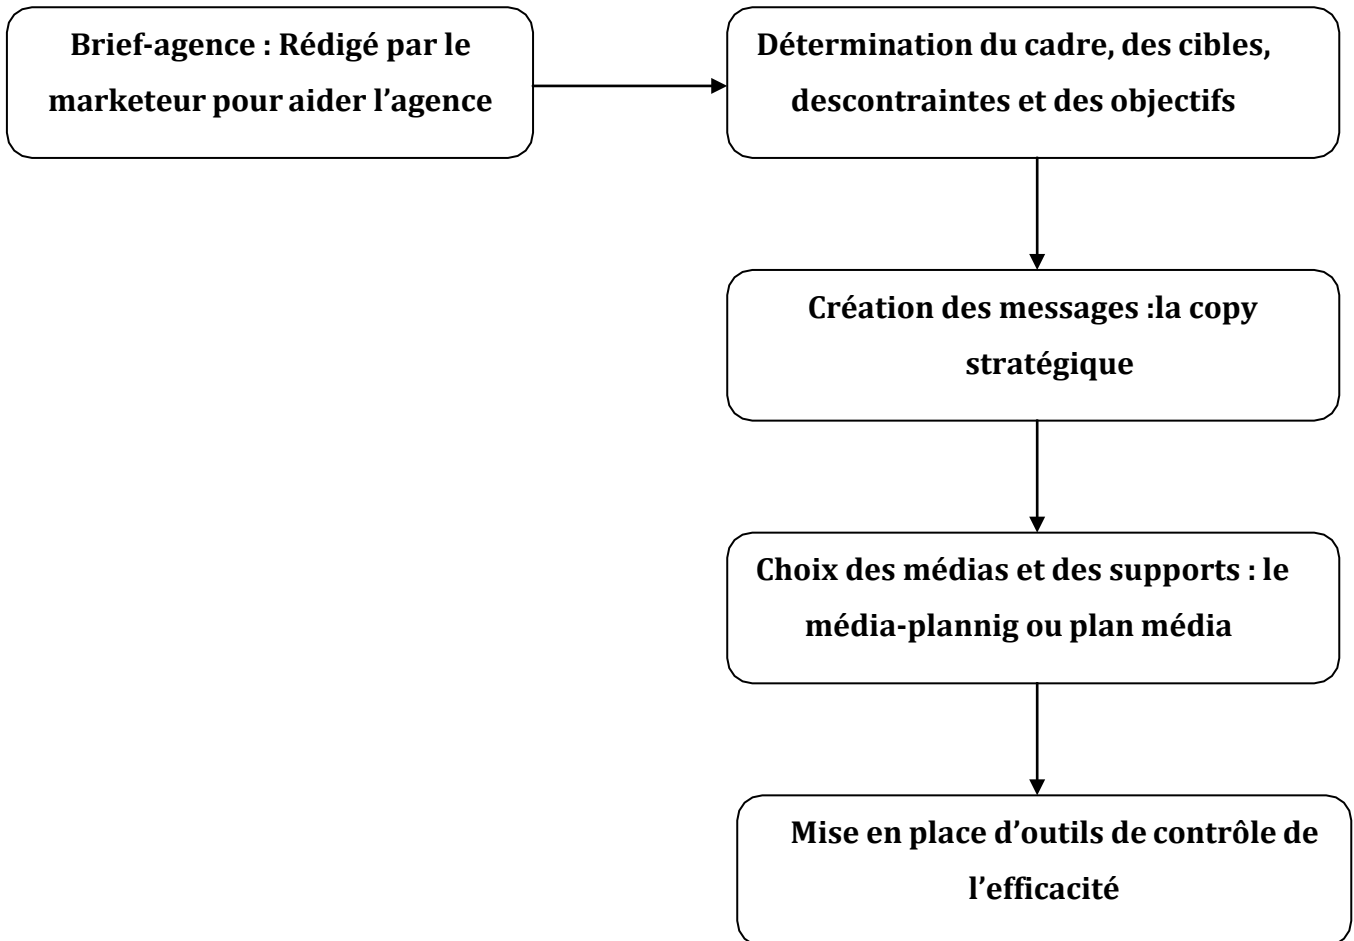 Brief-agence : Rédigé par le
marketeur pour aider l’agence
Détermination du cadre, des cibles,
descontraintes et des objectifs
Création des messages :la copy
stratégique
Choix des médias et des supports : le
média-plannig ou plan média
Mise en place d’outils de contrôle de
l’efficacité